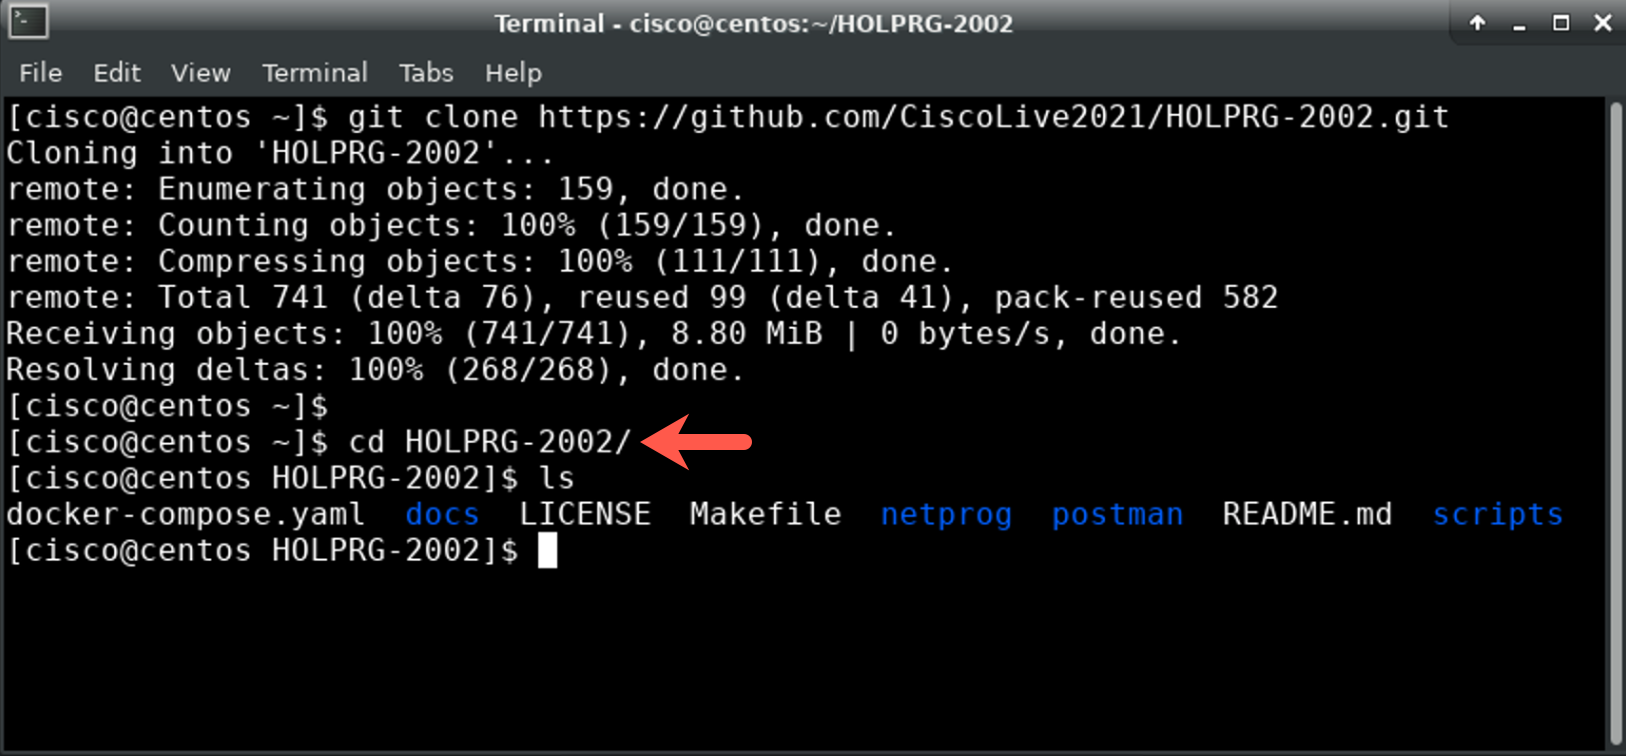 Terminal - cisco@centos:~/HOLPRG-2002
File Edit View Terminal Tabs Help
[cisco@centos ~]$ git clone https://github.com/CiscoLive2021/HOLPRG-2002.git
Cloning into 'HOLPRG-2002'...
remote: Enumerating objects: 159, done.
remote: Counting objects: 100% (159/159), done.
remote: Compressing objects: 100% (111/111), done.
remote: Total 741 (delta 76), reused 99 (delta 41), pack-reused 582
Receiving objects: 100% (741/741), 8.80 MiB | 0 bytes/s, done.
Resolving deltas: 100% (268/268), done.
[cisco@centos ~]$
[cisco@centos ~]$ cd HOLPRG-2002/
[cisco@centos HOLPRG-2002]$ ls
docker-compose.yaml docs LICENSE Makefile netprog postman README.md scripts
[cisco@centos HOLPRG-2002]$